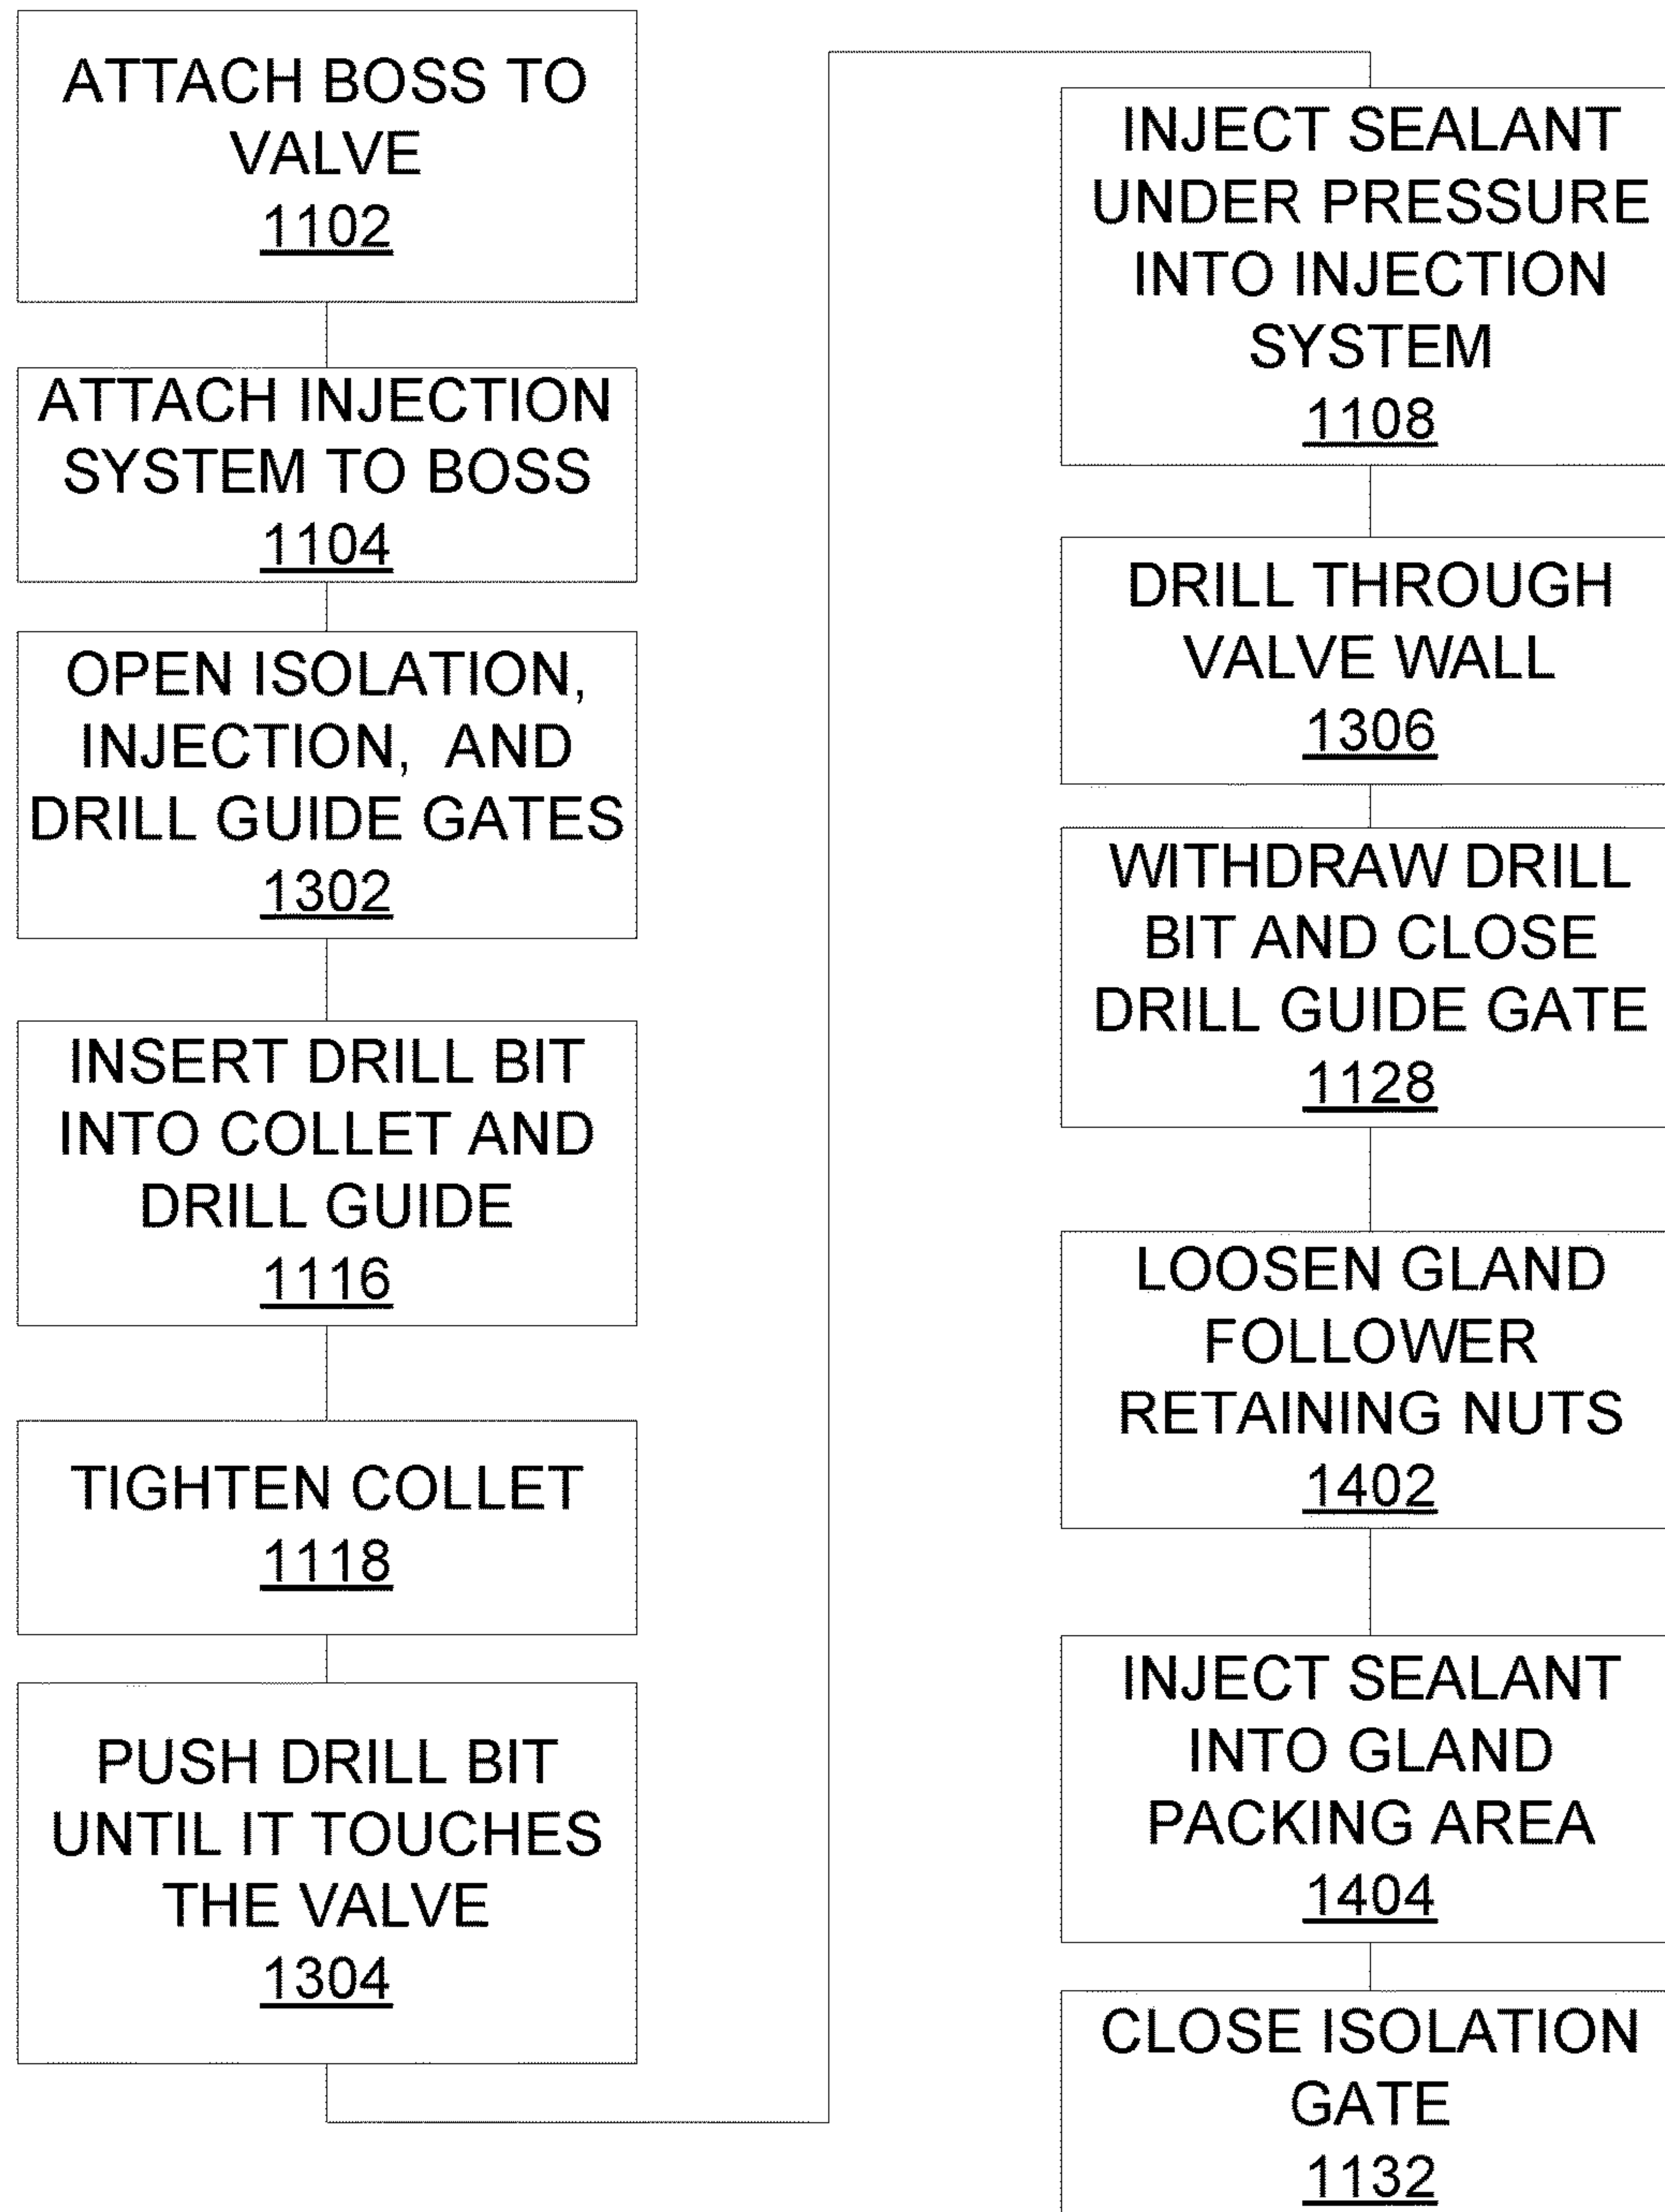 ATTACH BOSS TO
VALVE
1102
ATTACH INJECTION
SYSTEM TO BOSS
1104
OPEN ISOLATION,
INJECTION, AND
DRILL GUIDE GATES
1302
INSERT DRILL BIT
INTO COLLET AND
DRILL GUIDE
1116
TIGHTEN COLLET
1118
PUSH DRILL BIT
UNTIL IT TOUCHES
THE VALVE
1304
INJECT SEALANT
UNDER PRESSURE
INTO INJECTION
SYSTEM
1108
DRILL THROUGH
VALVE WALL
1306
WITHDRAW DRILL
BIT AND CLOSE
DRILL GUIDE GATE
1128
LOOSEN GLAND
FOLLOWER
RETAINING NUTS
1402
INJECT SEALANT
INTO GLAND
PACKING AREA
1404
CLOSE ISOLATION
GATE
1132